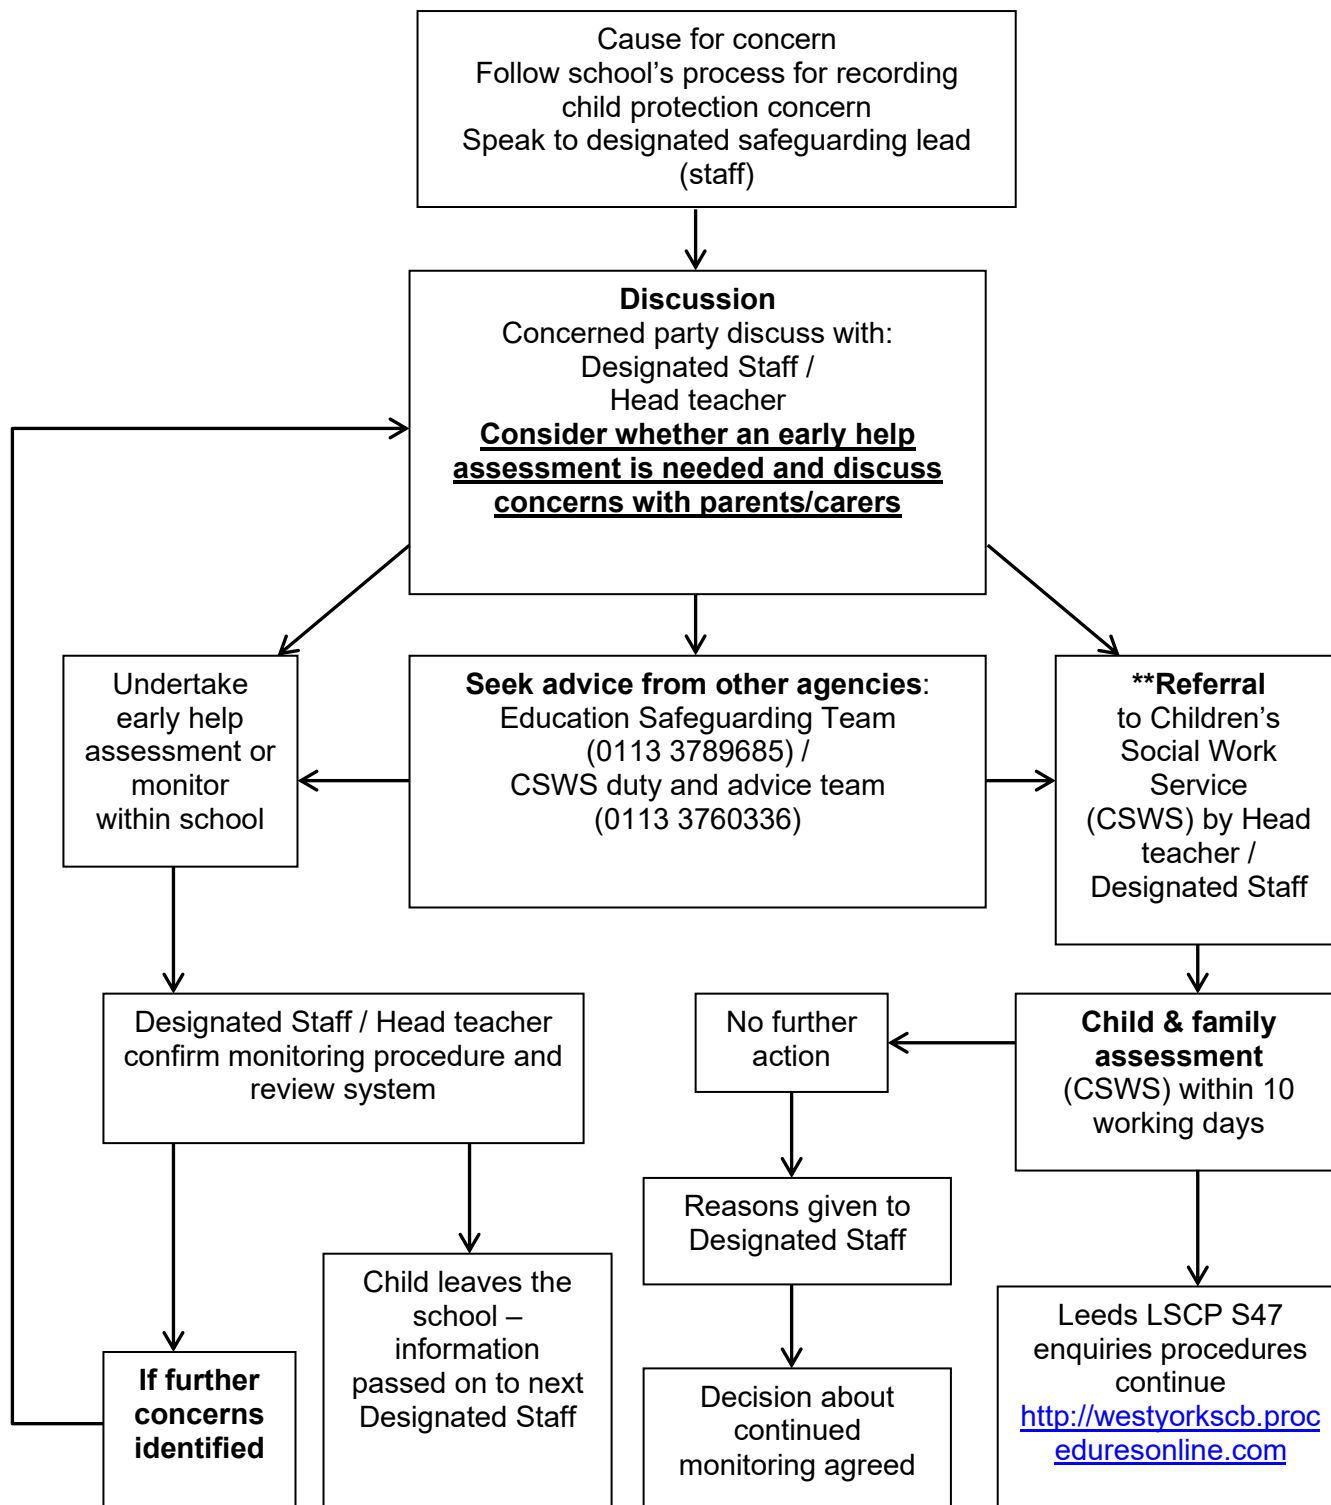 Cause for concern
Follow school’s process for recording
child protection concern
Speak to designated safeguarding lead
(staff)
Discussion
Concerned party discuss with:
Designated Staff /
Head teacher
Consider whether an early help
assessment is needed and discuss
concerns with parents/carers
Undertake
early help
assessment or
monitor
within school
Seek advice from other agencies:
Education Safeguarding Team
(0113 3789685) /
CSWS duty and advice team
(0113 3760336)
**Referral
to Children’s
Social Work
Service
(CSWS) by Head
teacher /
Designated Staff
Designated Staff / Head teacher
confirm monitoring procedure and
review system
No further
action
Child & family
assessment
(CSWS) within 10
working days
Reasons given to
Designated Staff
If further
concerns
identified
Child leaves the
school –
information
passed on to next
Designated Staff
Decision about
continued
monitoring agreed
Leeds LSCP S47
enquiries procedures
continue
http://westyorkscb.proc
eduresonline.com